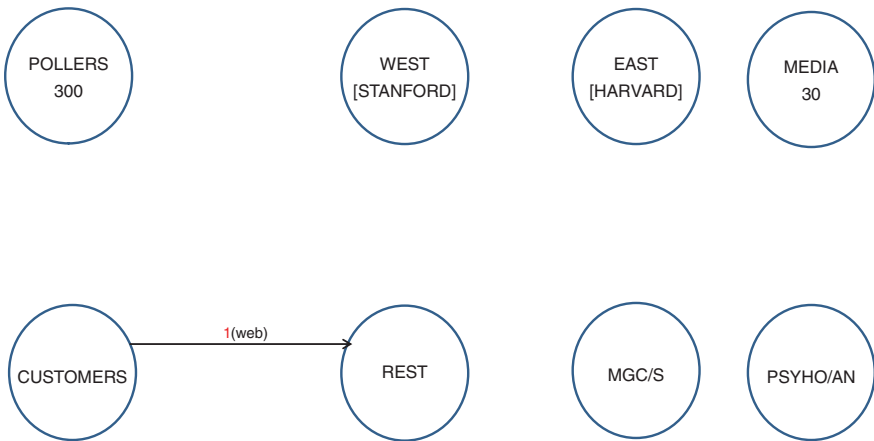 POLLERS
300
WEST
[STANFORD]
EAST
[HARVARD]
MEDIA
30
1(web)
CUSTOMERS
REST
MGC/S
PSYHO/AN